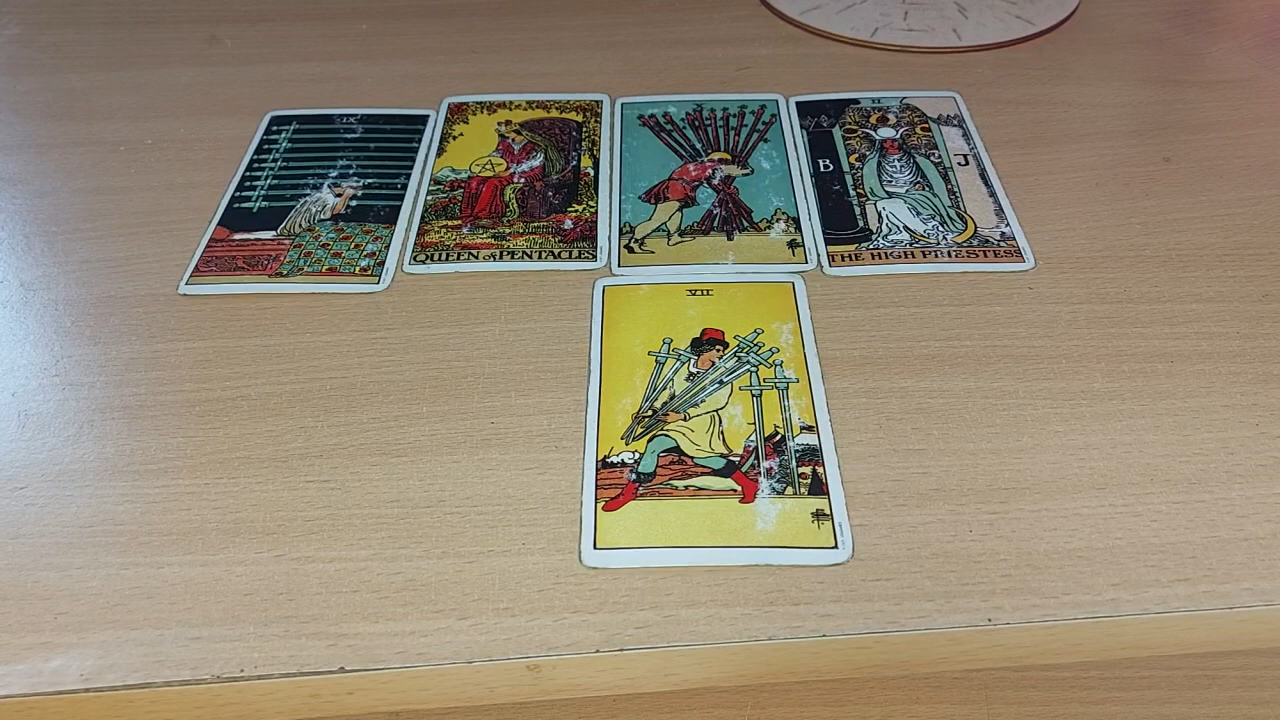 IX
QUEEN of PENTACLES
X
II
B
J
THE HIGH PRIESTESS
VII